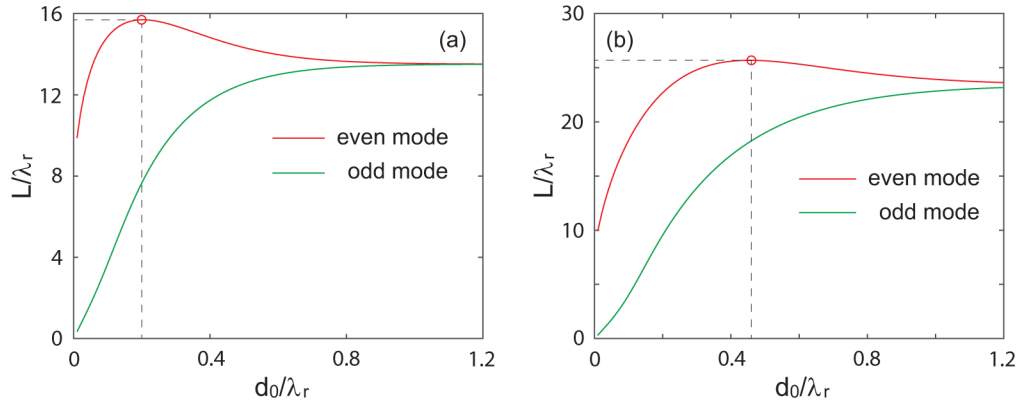 16
12
8
4
0
L/λr
(a)
even mode
odd mode
0
0.4
0.8
1.2
d0/λr
30
20
10
0
L/λr
(b)
even mode
odd mode
0
0.4
0.8
1.2
d0/λr